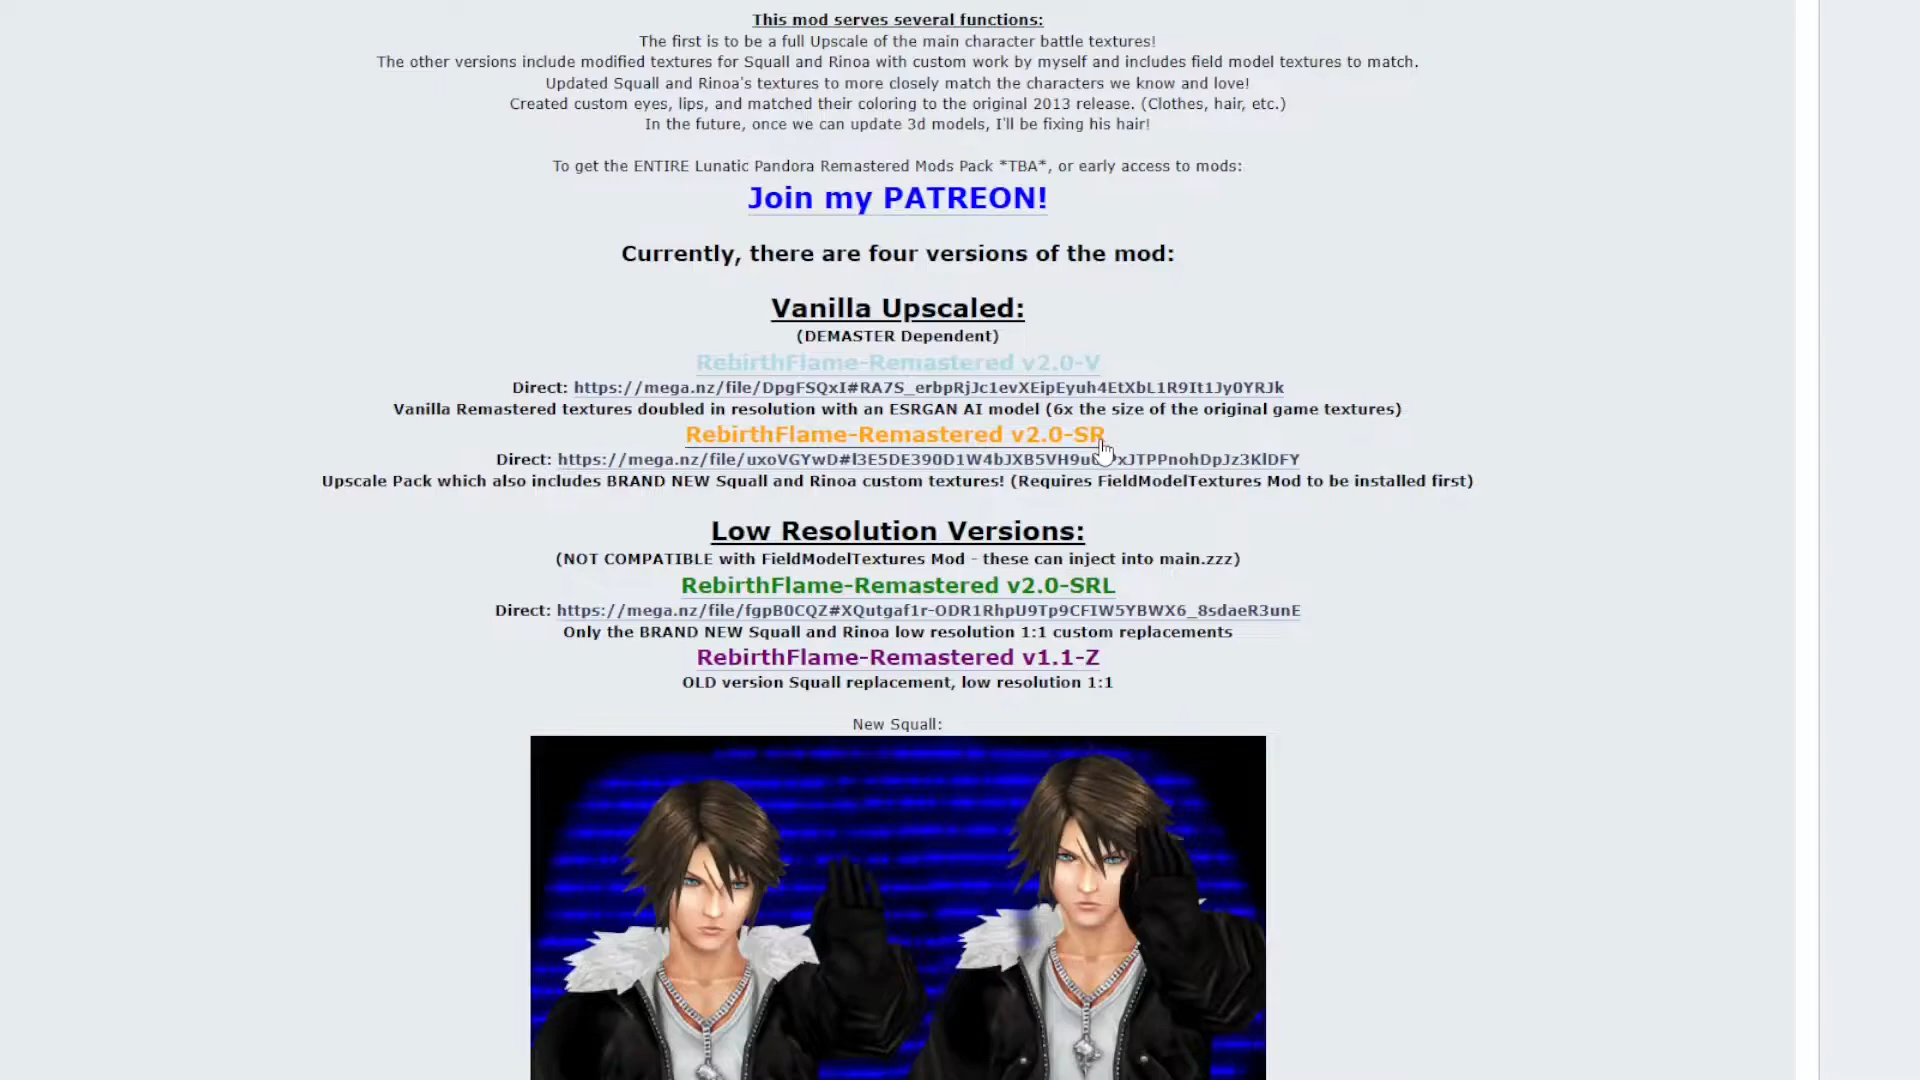 This mod serves several functions:
The first is to be a full Upscale of the main character battle textures!
The other versions include modified textures for Squall and Rinoa with custom work by myself and includes field model textures to match.
Updated Squall and Rinoa's textures to more closely match the characters we know and love!
Created custom eyes, lips, and matched their coloring to the original 2013 release. (Clothes, hair, etc.)
In the future, once we can update 3d models, I'll be fixing his hair!
To get the ENTIRE Lunatic Pandora Remastered Mods Pack *TBA*, or early access to mods:
Join my PATREON!
Currently, there are four versions of the mod:
Vanilla Upscaled:
(DEMASTER Dependent)
RebirthFlame-Remastered v2.0-V
Direct: https://mega.nz/file/DpgFSQxI#RA7S_erbpRjJc1evXEipEyuh4EtXbL1R9It1Jy0YRJk
Vanilla Remastered textures doubled in resolution with an ESRGAN AI model (6x the size of the original game textures)
RebirthFlame-Remastered v2.0-SR
Direct:
Upscale Pack which also includes BRAND NEW Squall and Rinoa custom textures! (Requires FieldModelTextures Mod to be installed first)
Low Resolution Versions:
(NOT COMPATIBLE with FieldModelTextures Mod - these can inject into main.zzz)
RebirthFlame-Remastered v2.0-SRL
Direct: https://mega.nz/file/fgpB0CQZ#XQutgaf1r-ODR1RhpU9Tp9CFIW5YBWX6_8sdaeR3unE
Only the BRAND NEW Squall and Rinoa low resolution 1:1 custom replacements
RebirthFlame-Remastered v1.1-Z
OLD version Squall replacement, low resolution 1:1
New Squall: